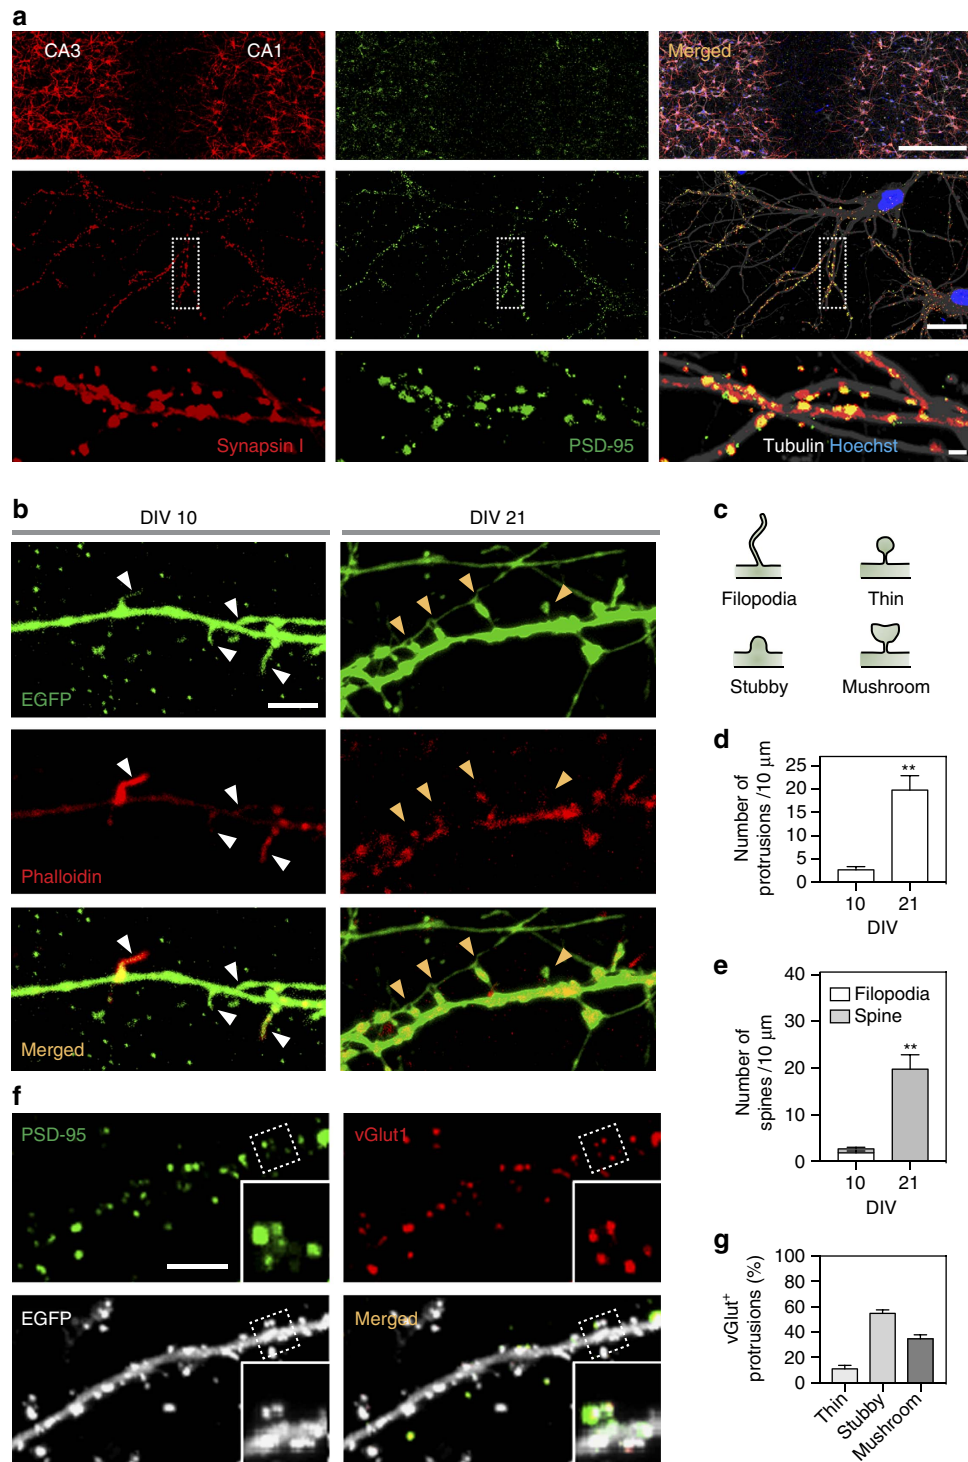 a
CA3 CA1 Merged
Synapsin I PSD-95 Tubulin Hoechst
b
DIV 10 DIV 21
EGFP
Phalloidin
Merged
c
Filopodia Thin
Stubby Mushroom
d
Number of
protrusions /10 µm
25
20
15
10
5
0
**
10 21
DIV
e
Number of
spines /10 µm
40
30
20
10
0
Filopodia
Spine
**
10 21
DIV
f
PSD-95 vGlut1
EGFP Merged
g
vGlut+
protrusions (%)
100
80
60
40
20
0
Thin
Stubby
Mushroom